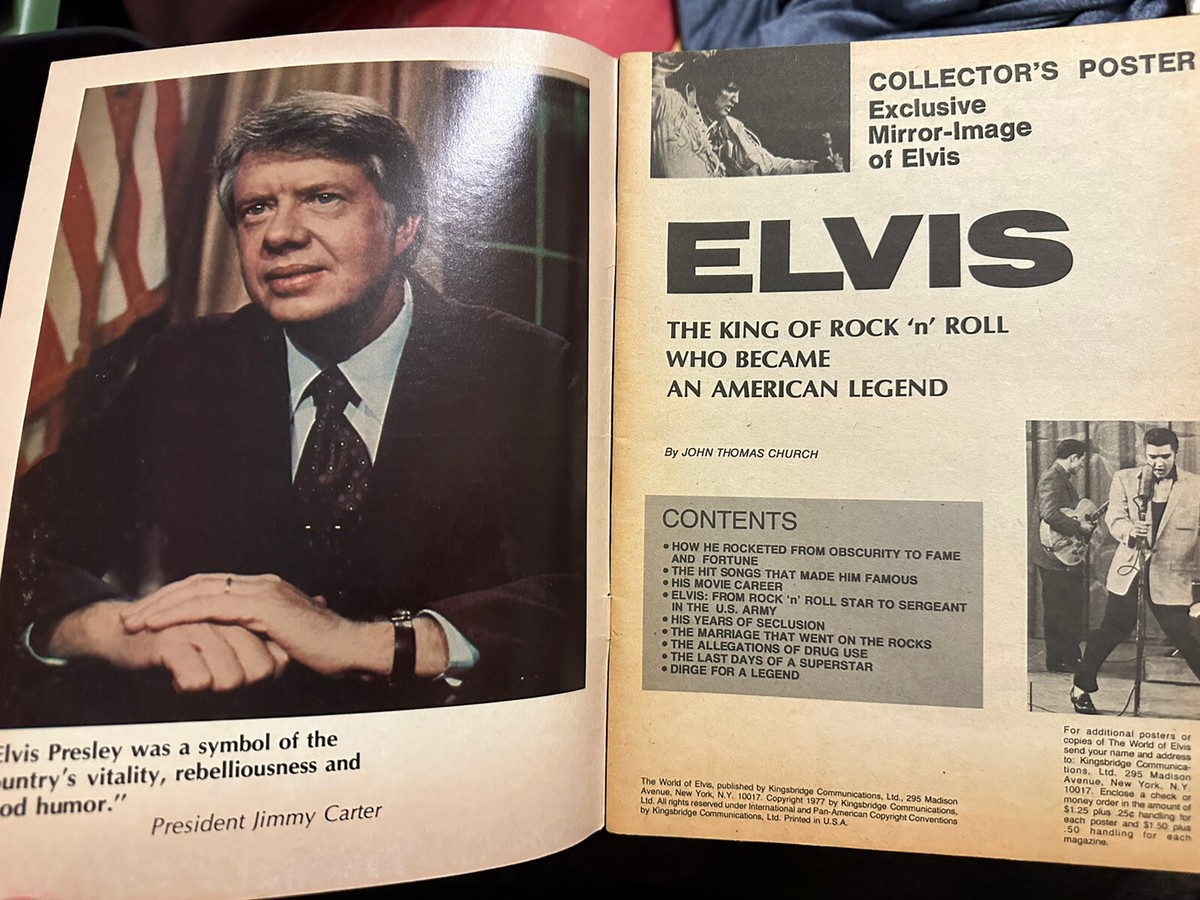 Elvis Presley was a symbol of the
country's vitality, rebelliousness and
good humor."
President Jimmy Carter
COLLECTOR'S POSTER
Exclusive
Mirror-Image
of Elvis
ELVIS
THE KING OF ROCK 'n' ROLL
WHO BECAME
AN AMERICAN LEGEND
By JOHN THOMAS CHURCH
CONTENTS
• HOW HE ROCKETED FROM OBSCURITY TO FAME
AND FORTUNE
• THE HIT SONGS THAT MADE HIM FAMOUS
• HIS MOVIE CAREER
• ELVIS: FROM ROCK 'n' ROLL STAR TO SERGEANT
IN THE U.S. ARMY
• HIS YEARS OF SECLUSION
• THE MARRIAGE THAT WENT ON THE ROCKS
• THE ALLEGATIONS OF DRUG USE
• THE LAST DAYS OF A SUPERSTAR
• DIRGE FOR A LEGEND
The World of Elvis, published by Kingsbridge Communications, Ltd., 295 Madison
Avenue, New York, N.Y. 10017. Copyright 1977 by Kingsbridge Communications,
Ltd. All rights reserved under International and Pan-American Copyright Conventions
by Kingsbridge Communications, Ltd. Printed in U.S.A.
For additional posters or
copies of The World of Elvis
send your name and address
to: Kingsbridge Communica-
tions, Ltd. 295 Madison
Avenue, New York, N.Y.
10017. Enclose a check or
money order in the amount of
$1.25 plus .25¢ handling for
each poster and $1.50 plus
.50 handling for each
magazine.